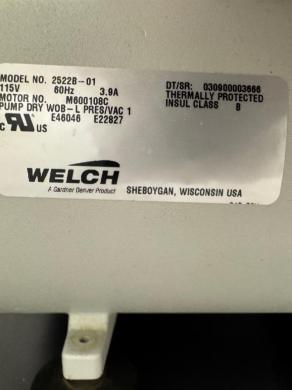 MODEL NO. 2522B-01
115V 60Hz 3.9A
MOTOR NO. M600108C
PUMP DRY WOB-L PRES/VAC 1
E46046 E22827
C RU US
DT/SR: 030900003666
THERMALLY PROTECTED
INSUL CLASS B
WELCH
A Gardner Denver Product
SHEBOYGAN, WISCONSIN USA